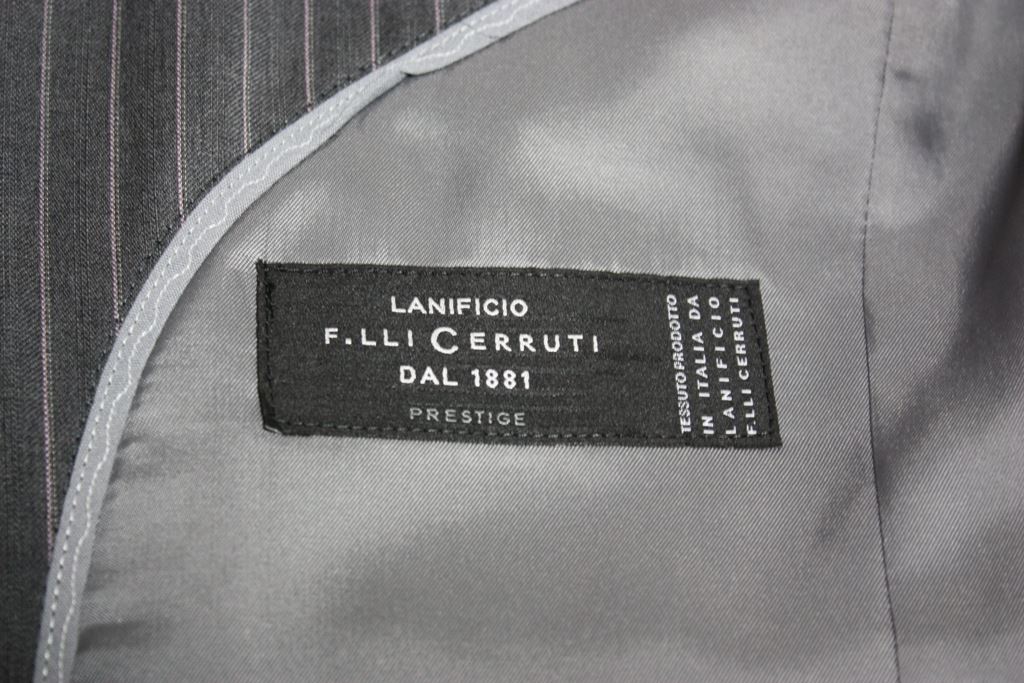 LANIFICIO
F.LLI CERRUTI
DAL 1881
PRESTIGE
TESSUTO PRODOTTO
IN ITALIA DA
LANIFICIO
F.LLI CERRUTI